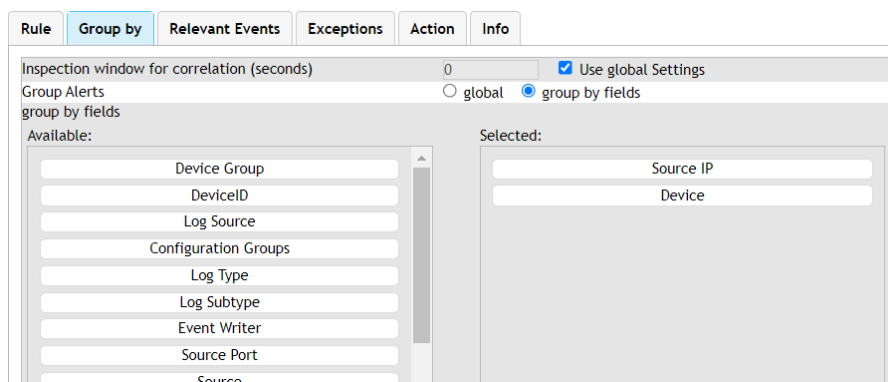 Rule Group by Relevant Events Exceptions Action Info
Inspection window for correlation (seconds) 0 Use global Settings
Group Alerts global group by fields
group by fields
Available: Selected:
Device Group Source IP
DeviceID Device
Log Source
Configuration Groups
Log Type
Log Subtype
Event Writer
Source Port
Source